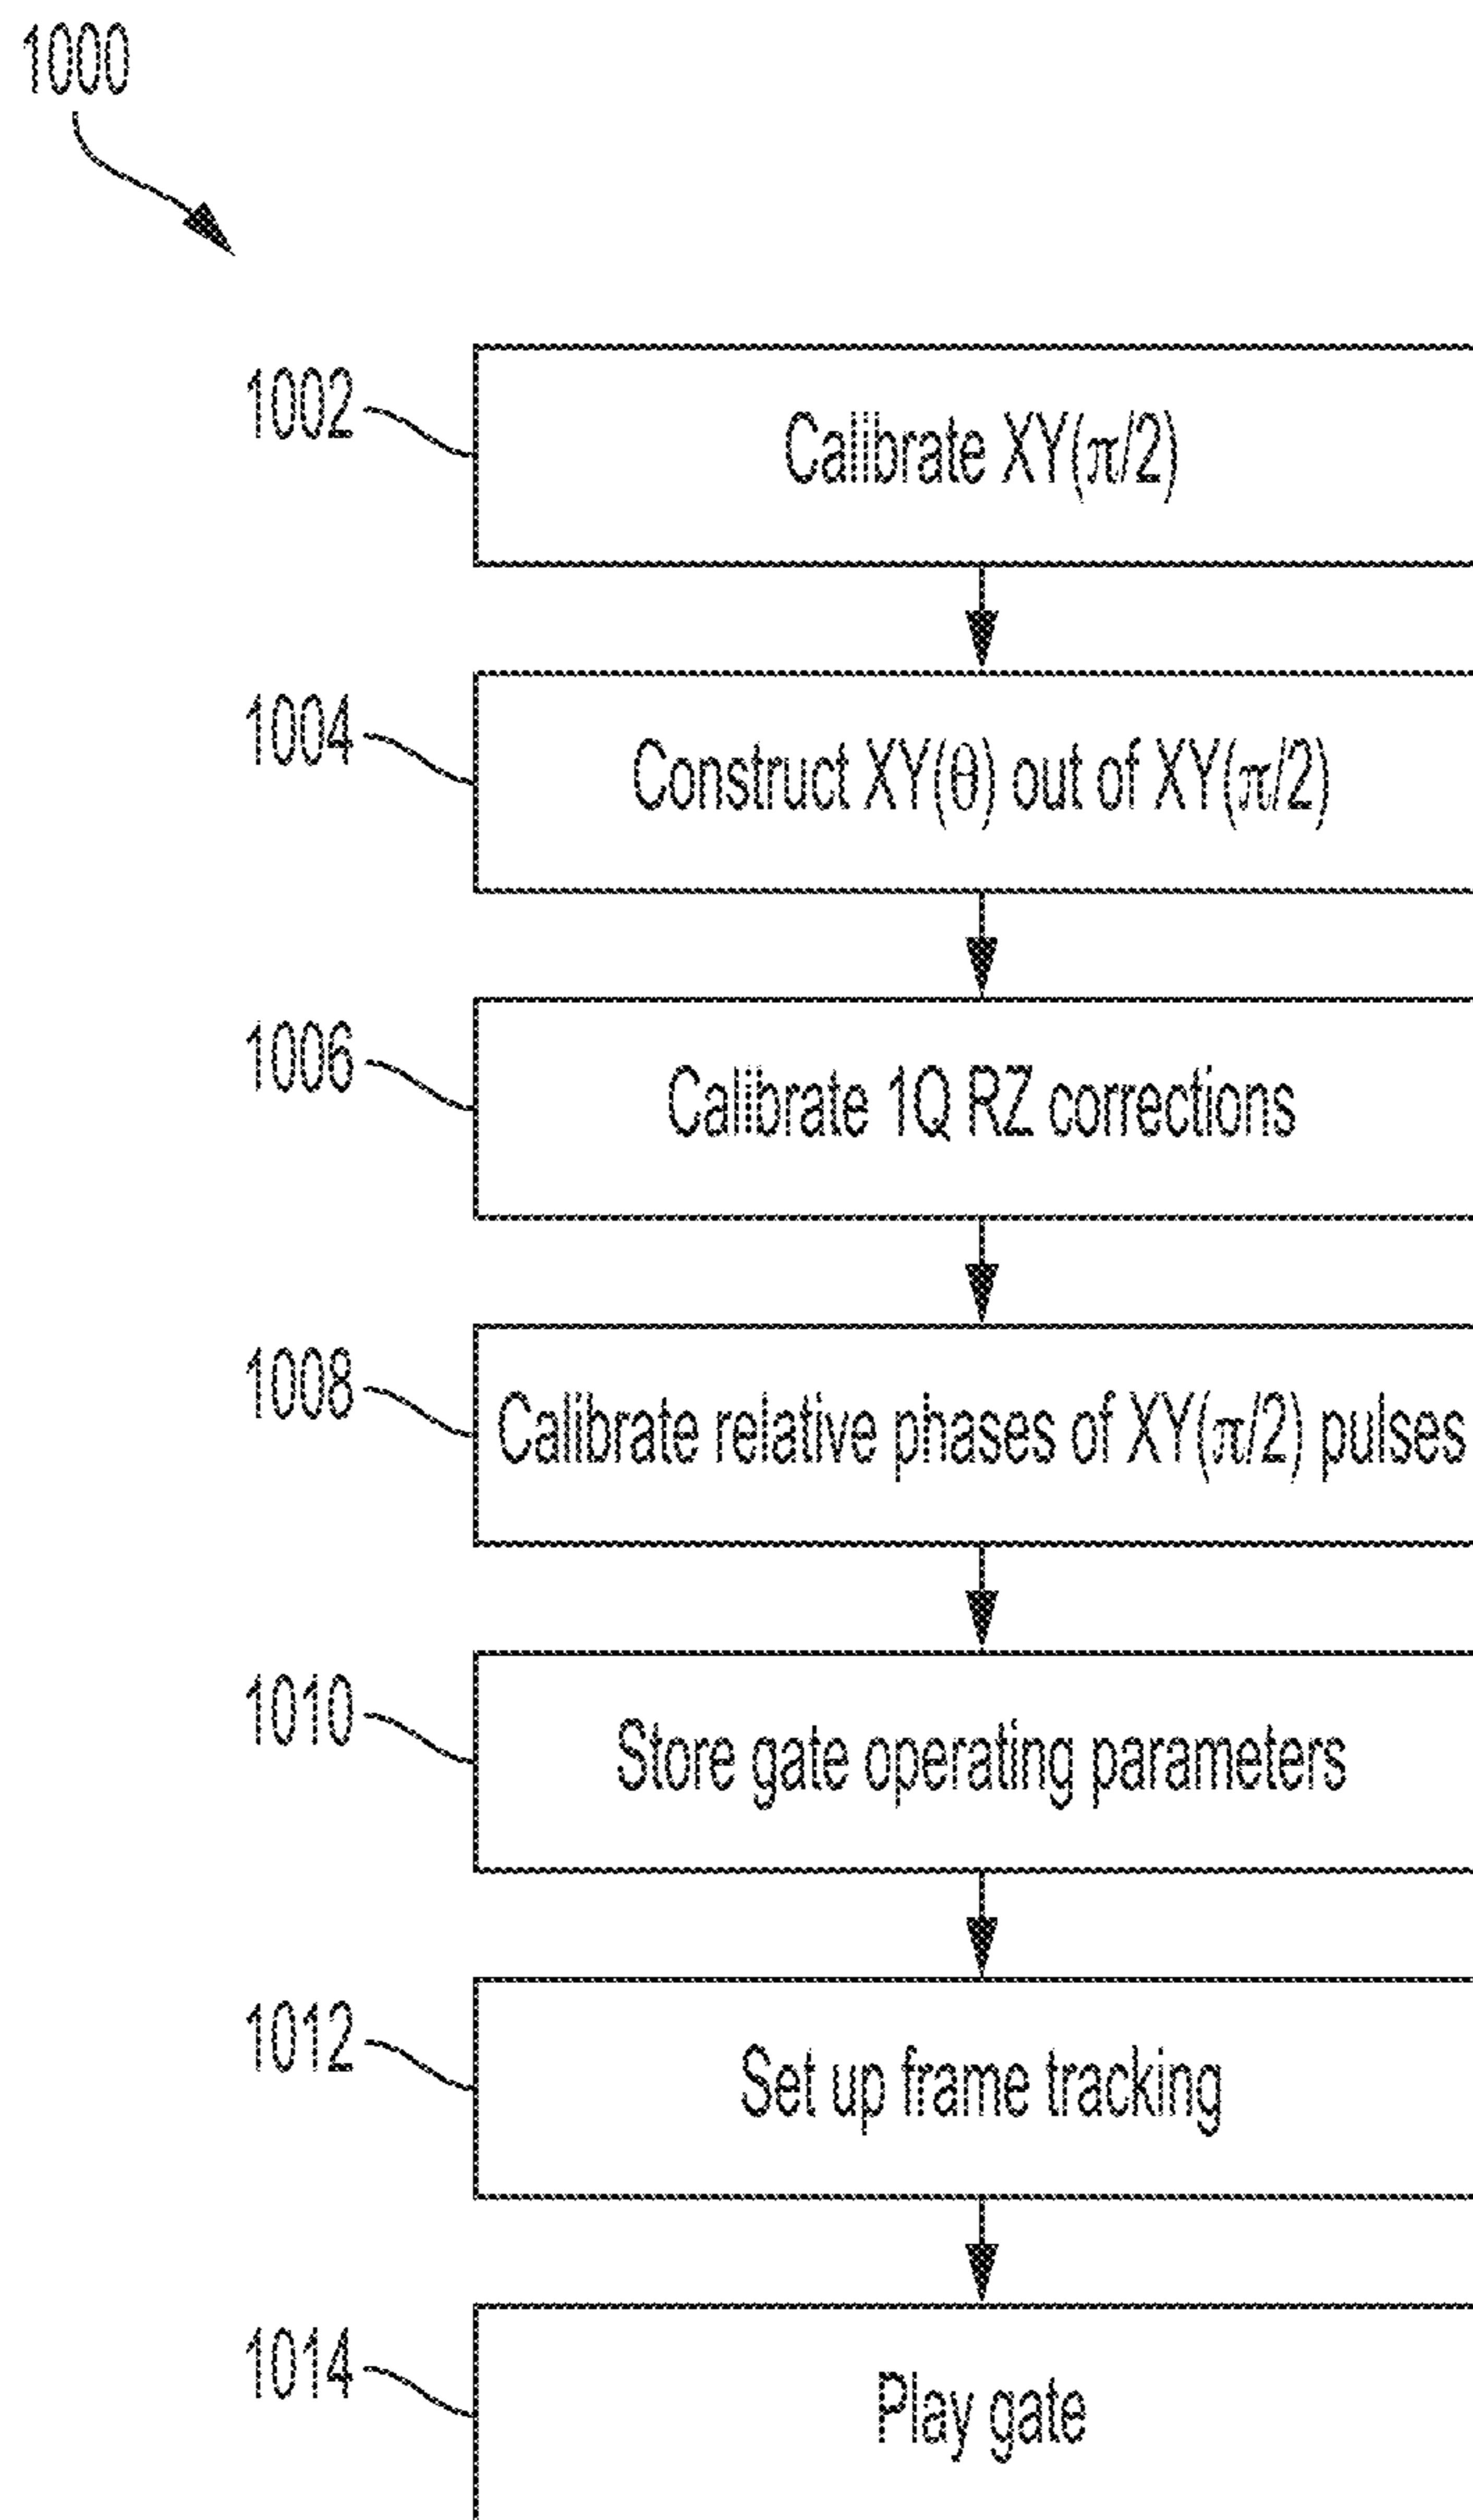 1000
1002
Calibrate XY(π/2)
1004
Construct XY(θ) out of XY(π/2)
1006
Calibrate 1Q RZ corrections
1008
Calibrate relative phases of XY(π/2) pulses
1010
Store gate operating parameters
1012
Set up frame tracking
1014
Play gate